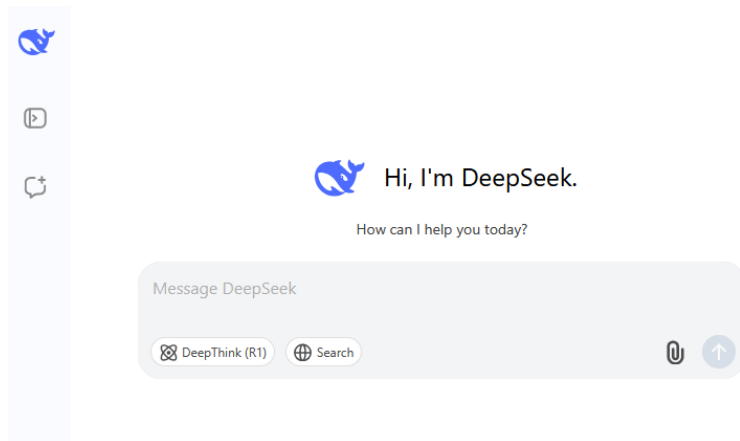 Hi, I'm DeepSeek.
How can I help you today?
Message DeepSeek
DeepThink (R1) Search